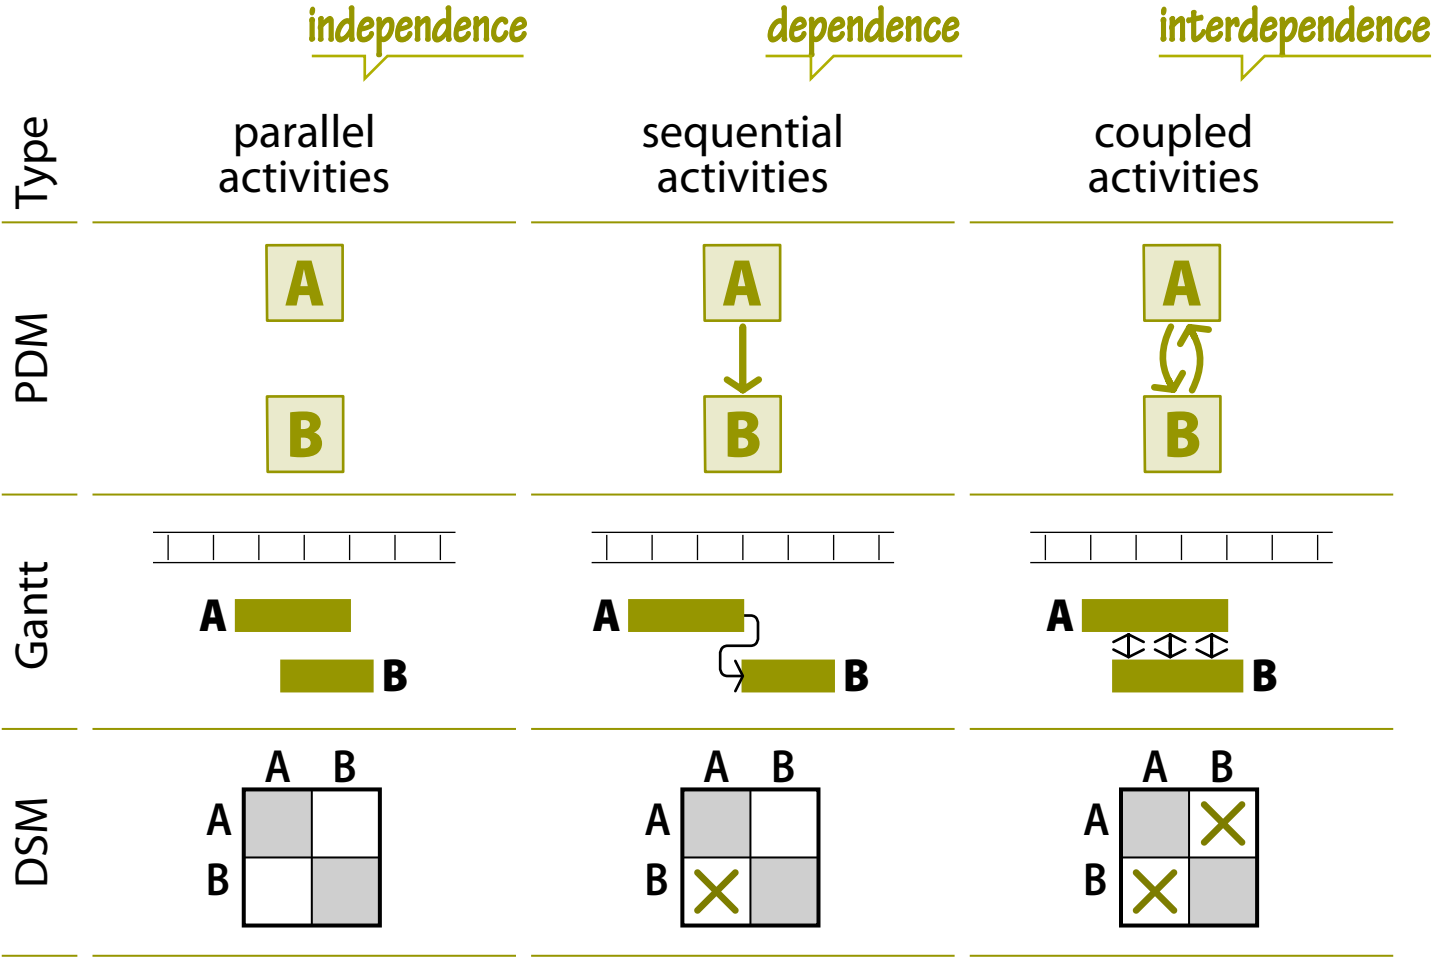 independence
dependence
interdependence
Type
parallel
activities
sequential
activities
coupled
activities
PDM
A
B
A
B
A
B
Gantt
A
B
A
B
A
B
DSM
A B
A
B
A B
A
B
A B
A
B